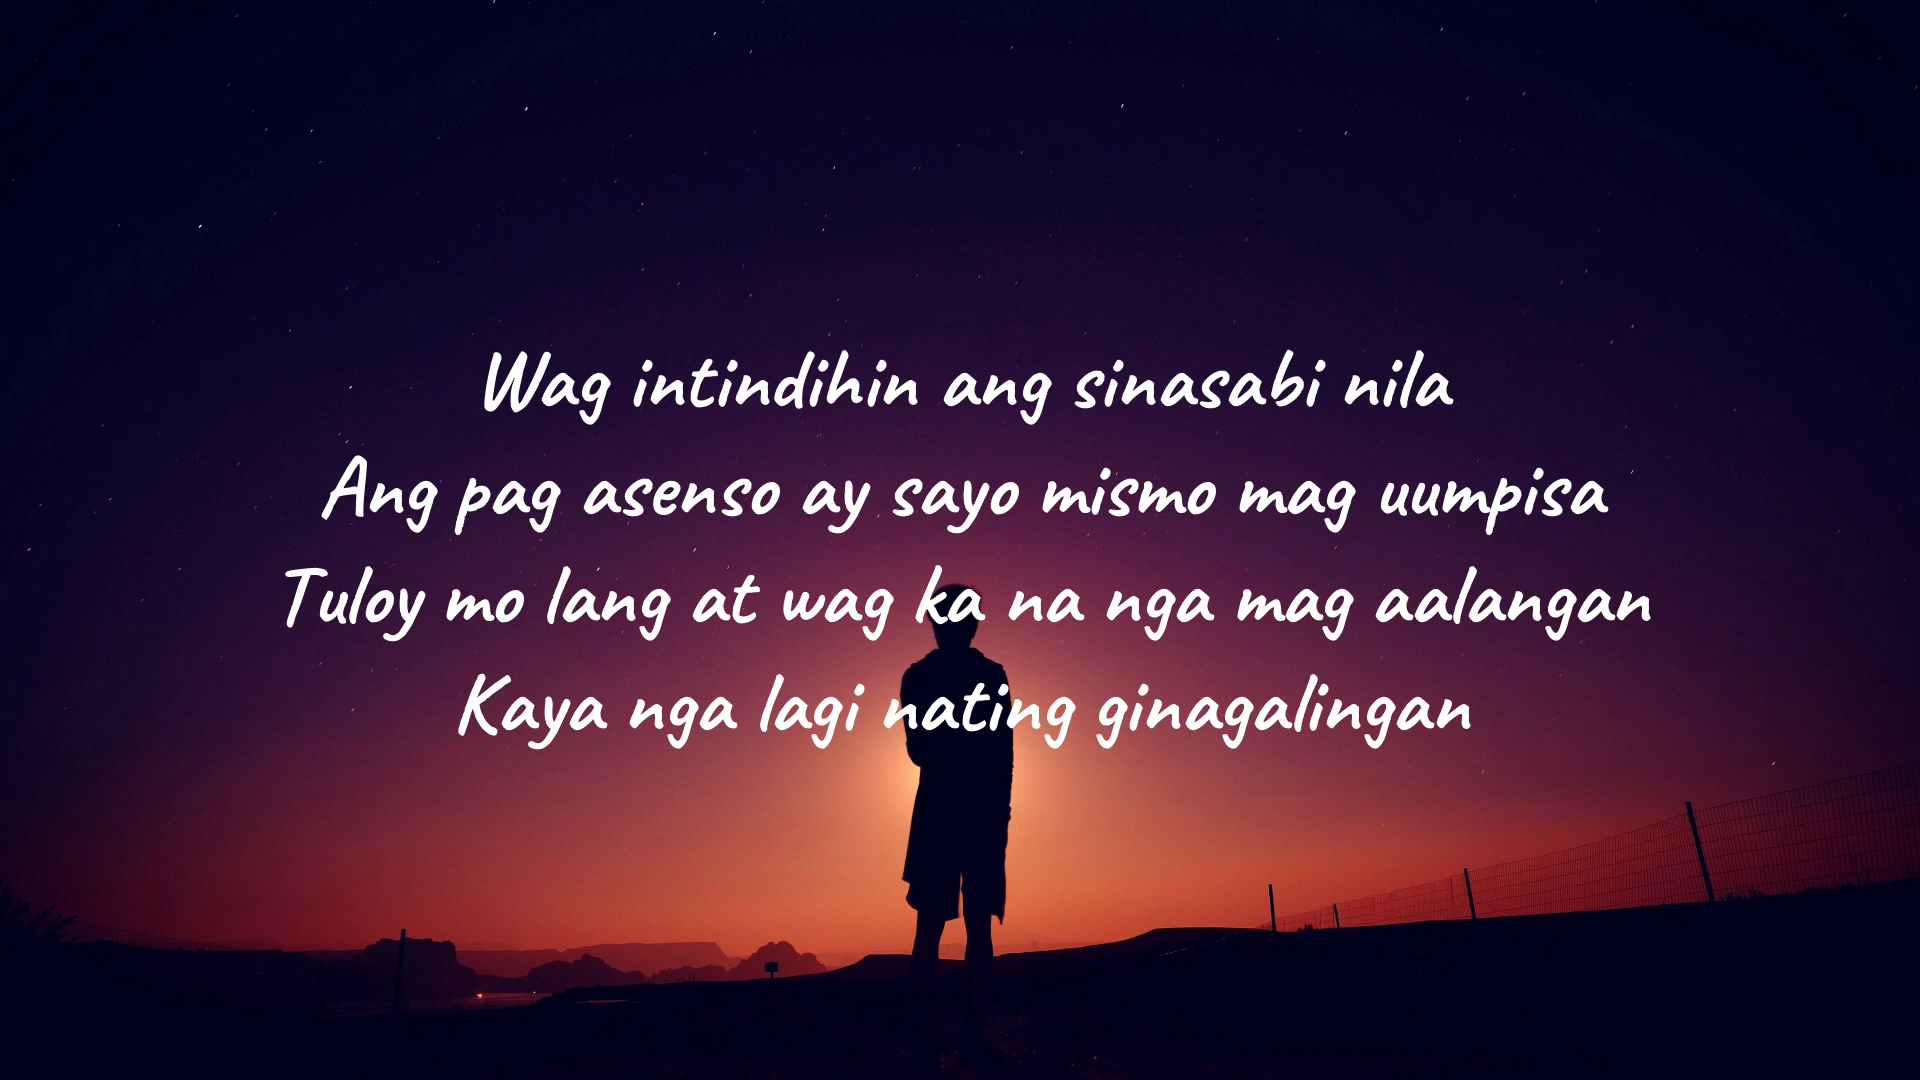 Wag intindihin ang sinasabi nila
Ang pag asenso ay sayo mismo mag uumpisa
Tuloy mo lang at wag ka na nga mag aalangan
Kaya nga lagi nating ginagalingan